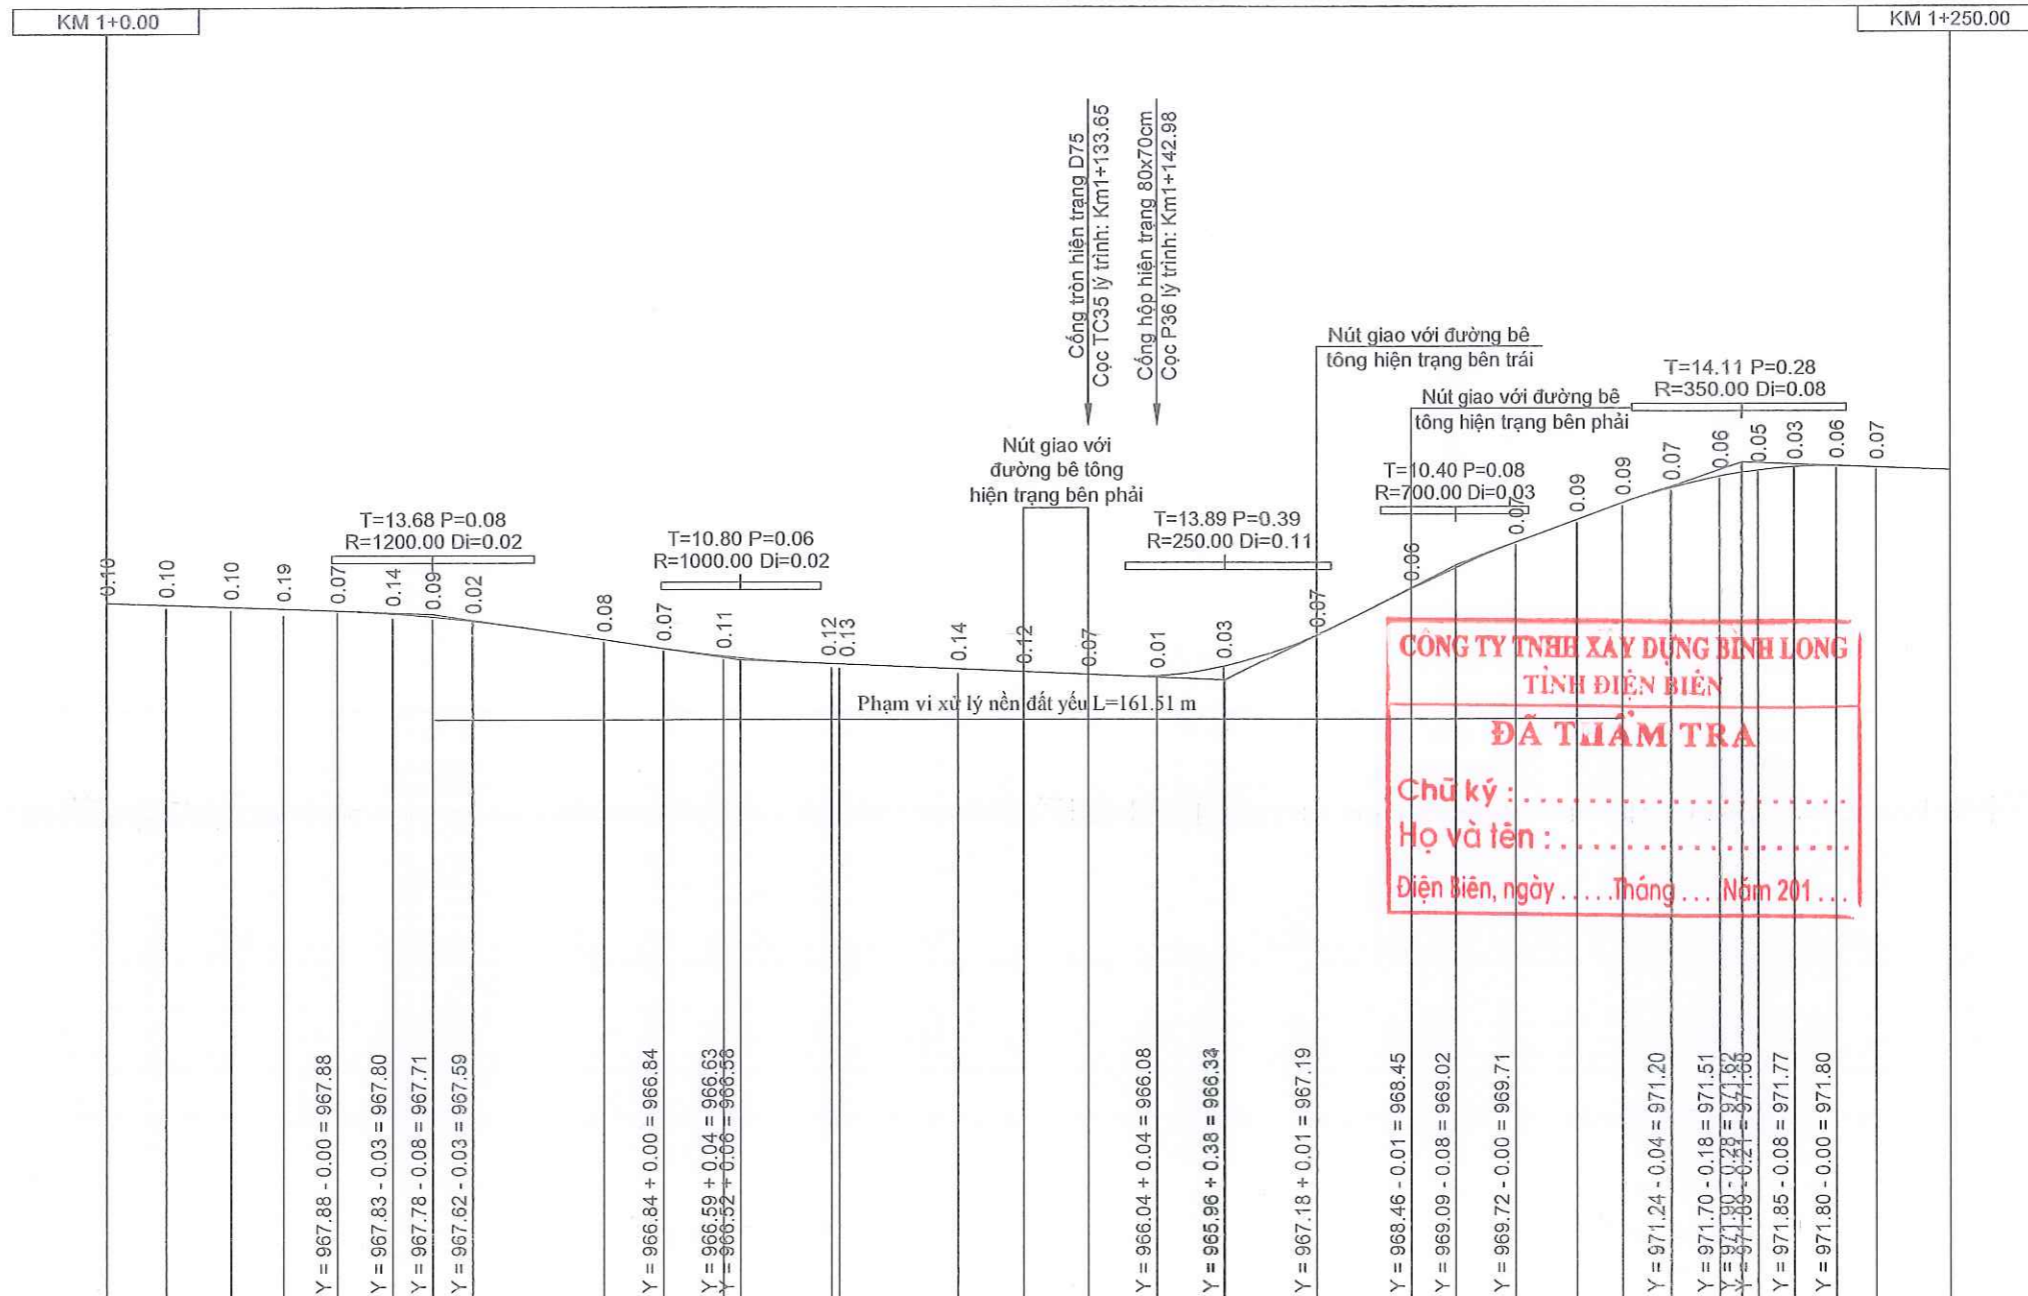 KM 1+0.00
KM 1+250.00
Cống tròn hiện trạng D75
Cọc TC35 lý trình: Km1+133.65
Cống hộp hiện trạng 80x70cm
Cọc P36 lý trình: Km1+142.98
Nút giao với đường bê
tông hiện trạng bên trái
Nút giao với đường bê
tông hiện trạng bên phải
T=14.11 P=0.28
R=350.00 Di=0.08
Nút giao với
đường bê tông
hiện trạng bên phải
T=10.40 P=0.08
R=700.00 Di=0.03
T=13.68 P=0.08
R=1200.00 Di=0.02
T=10.80 P=0.06
R=1000.00 Di=0.02
T=13.89 P=0.39
R=250.00 Di=0.11
0.10
0.10
0.10
0.19
0.07
0.14
0.09
0.02
0.08
0.07
0.11
0.12
0.13
0.14
0.12
0.07
0.01
0.03
0.07
0.06
0.07
0.09
0.09
0.07
0.06
0.05
0.03
0.06
0.07
Phạm vi xử lý nền đất yếu L=161.51 m
CÔNG TY TNHH XÂY DỰNG BÌNH LONG
TỈNH ĐIỆN BIÊN
ĐÃ THẨM TRA
Chữ ký : . . . . . . . . . . . . . . . . . . . .
Họ và tên : . . . . . . . . . . . . . . . . . .
Điện Biên, ngày . . . . . Tháng . . . Năm 201 . . .
Y = 967.88 - 0.00 = 967.88
Y = 967.83 - 0.03 = 967.80
Y = 967.78 - 0.08 = 967.71
Y = 967.62 - 0.03 = 967.59
Y = 966.84 + 0.00 = 966.84
Y = 966.59 + 0.04 = 966.63
Y = 966.52 + 0.06 = 966.58
Y = 966.04 + 0.04 = 966.08
Y = 965.96 + 0.38 =
Y = 967.18 + 0.01 = 967.19
Y = 968.46 - 0.01 = 968.45
Y = 969.09 - 0.08 = 969.02
Y = 969.72 - 0.00 = 969.71
Y = 971.24 - 0.04 = 971.20
Y = 971.70 - 0.18 = 971.51
Y = 971.90 - 0.28 = 971.62
Y = 971.85 - 0.08 = 971.77
Y = 971.80 - 0.00 = 971.80